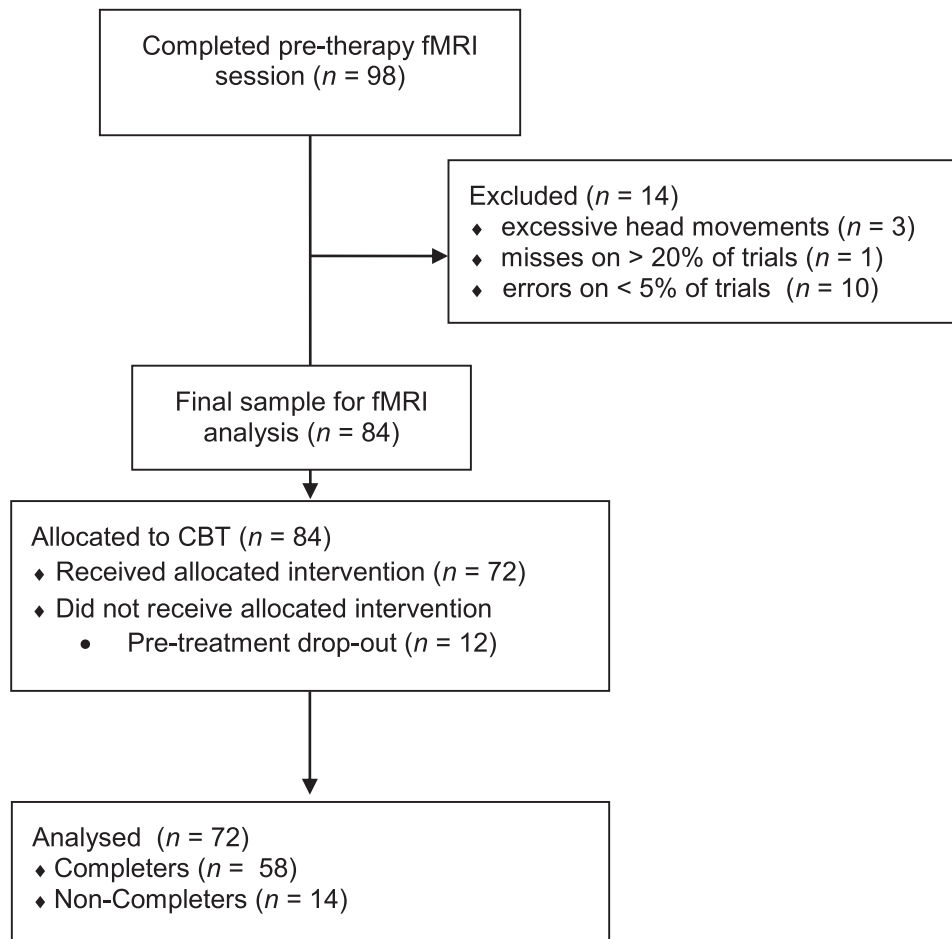 Completed pre-therapy fMRI
session (n = 98)
Excluded (n = 14)
♦ excessive head movements (n = 3)
♦ misses on > 20% of trials (n = 1)
♦ errors on < 5% of trials (n = 10)
Final sample for fMRI
analysis (n = 84)
Allocated to CBT (n = 84)
♦ Received allocated intervention (n = 72)
♦ Did not receive allocated intervention
• Pre-treatment drop-out (n = 12)
Analysed (n = 72)
♦ Completers (n = 58)
♦ Non-Completers (n = 14)